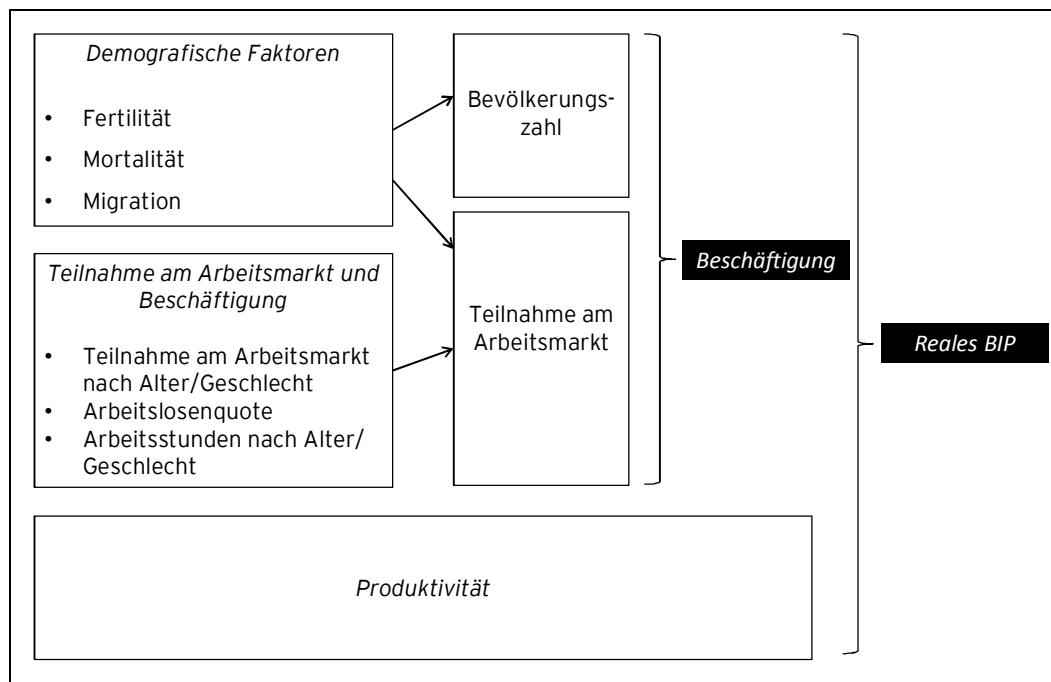 Demografische Faktoren
• Fertilität
• Mortalität
• Migration
Bevölkerungs-
zahl
Teilnahme am Arbeitsmarkt und
Beschäftigung
• Teilnahme am Arbeitsmarkt
nach Alter/Geschlecht
• Arbeitslosenquote
• Arbeitsstunden nach Alter/
Geschlecht
Teilnahme am
Arbeitsmarkt
Beschäftigung
Reales BIP
Produktivität